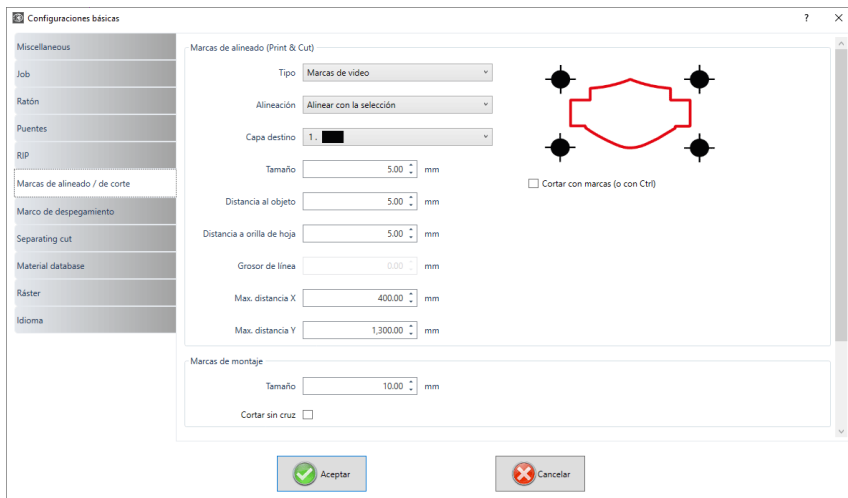 Configuraciones básicas
?
Miscellaneous
Job
Ratón
Puentes
RIP
Marcas de alineado / de corte
Marco de despegamiento
Separating cut
Material database
Ráster
Idioma
Marcas de alineado (Print & Cut)
Tipo Marcas de video
Alineación Alinear con la selección
Capa destino 1 .
Tamaño 5.00 mm
Distancia al objeto 5.00 mm
Distancia a orilla de hoja 5.00 mm
Grosor de línea 0.00 mm
Max. distancia X 400.00 mm
Max. distancia Y 1,300.00 mm
Cortar con marcas (o con Ctrl)
Marcas de montaje
Tamaño 10.00 mm
Cortar sin cruz
Aceptar Cancelar